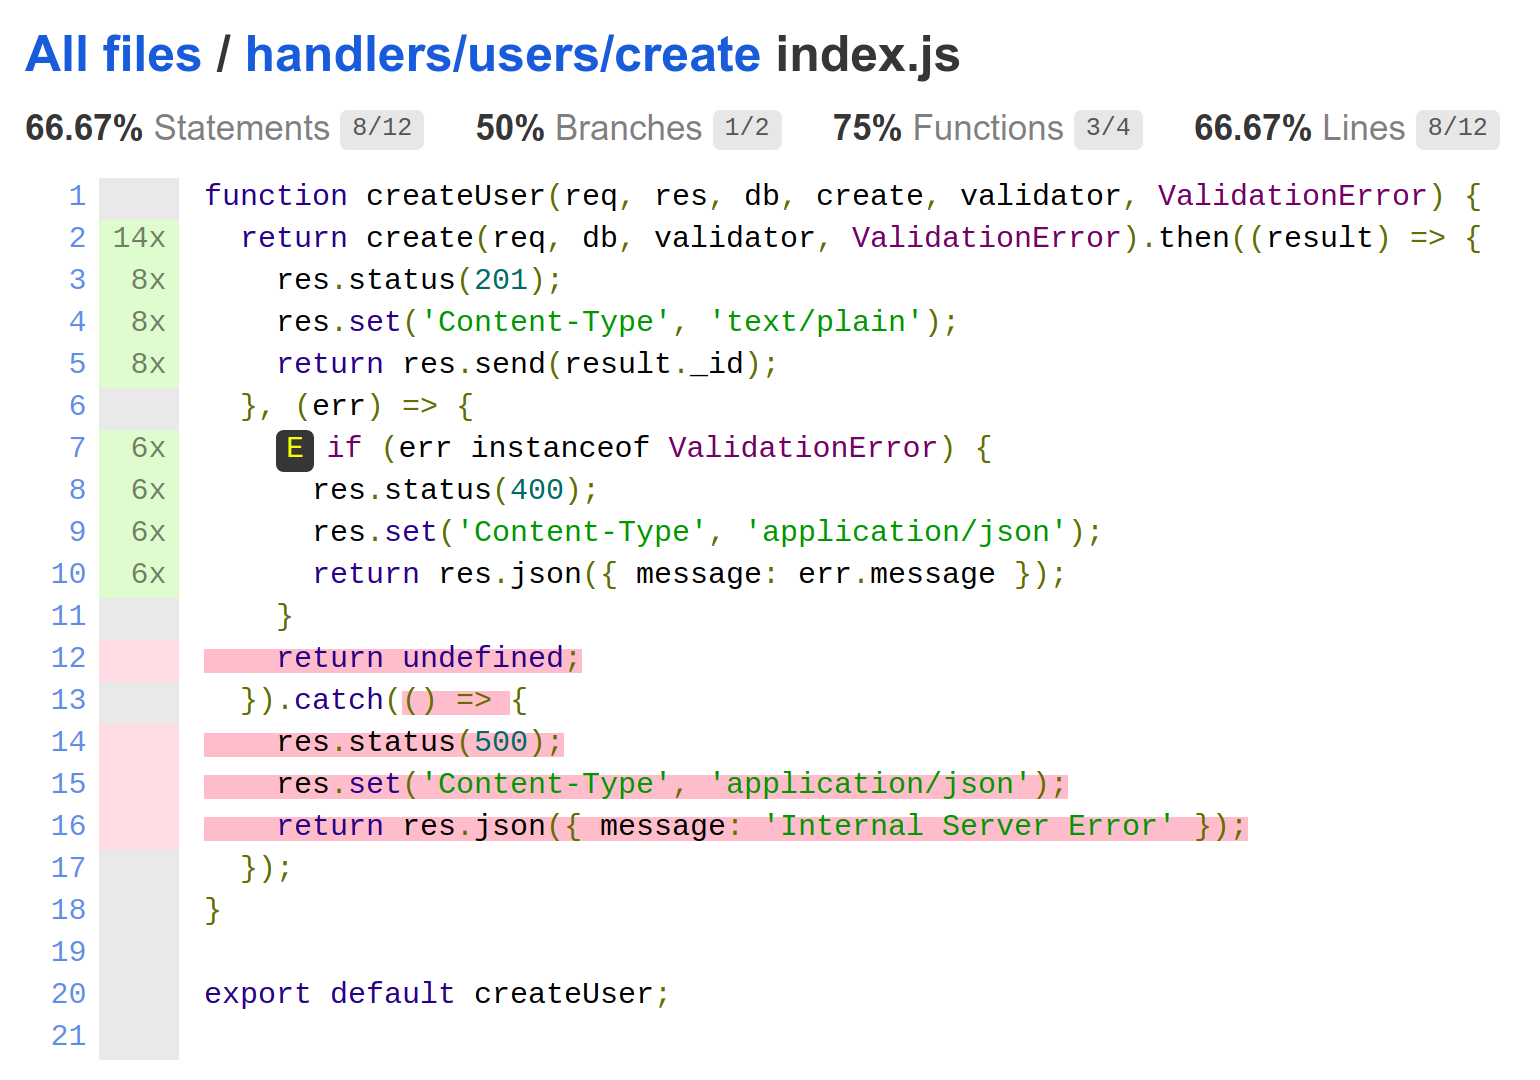 All files / handlers/users/create index.js
66.67% Statements 8/12 50% Branches 1/2 75% Functions 3/4 66.67% Lines 8/12
1 function createUser(req, res, db, create, validator, ValidationError) {
2 14x   return create(req, db, validator, ValidationError).then((result) => {
3 8x     res.status(201);
4 8x     res.set('Content-Type', 'text/plain');
5 8x     return res.send(result._id);
6   }, (err) => {
7 6x     E if (err instanceof ValidationError) {
8 6x       res.status(400);
9 6x       res.set('Content-Type', 'application/json');
10 6x       return res.json({ message: err.message });
11     }
12     return undefined;
13   }).catch(() => {
14     res.status(500);
15     res.set('Content-Type', 'application/json');
16     return res.json({ message: 'Internal Server Error' });
17   });
18 }
19
20 export default createUser;
21